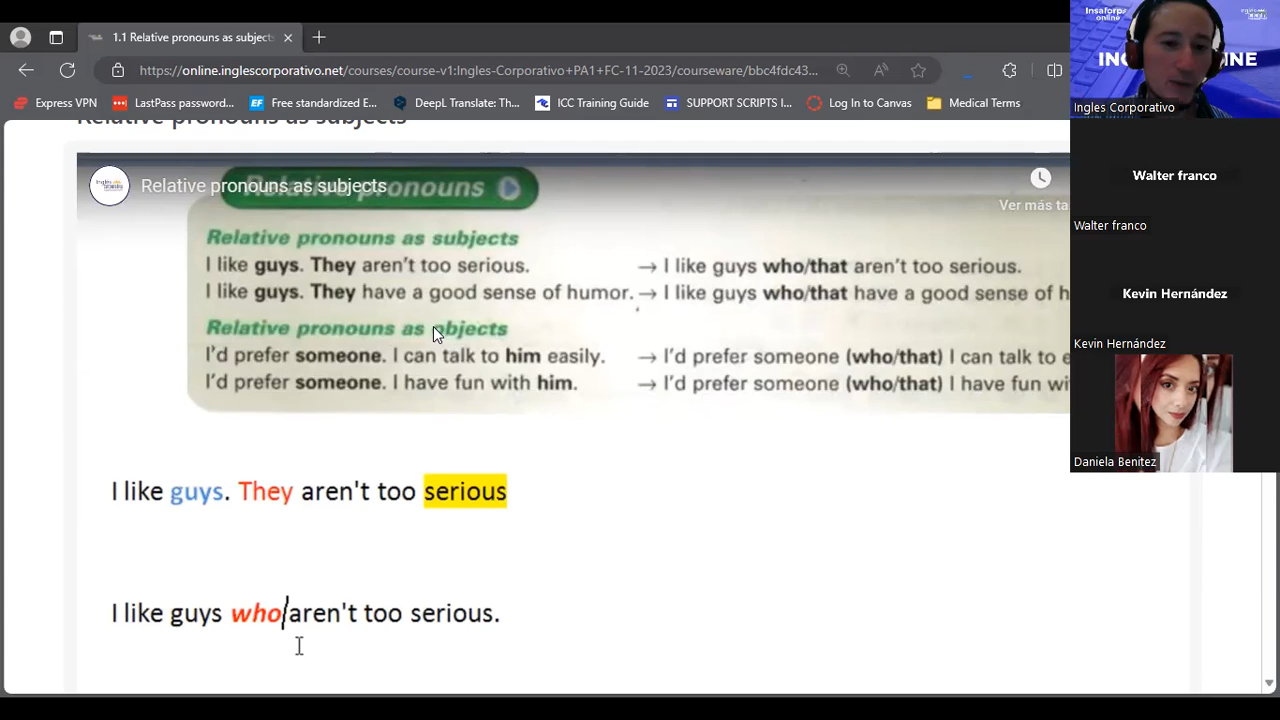 1.1 Relative pronouns as subject
https://online.inglescorporativo.net/courses/course-v1:Ingles-Corporativo+PA1+FC-11-2023/courseware/bbc4fdc43...
Express VPN
LastPass password...
Free standardized E...
DeepL Translate: Th...
ICC Training Guide
SUPPORT SCRIPTS I...
Log In to Canvas
Medical Terms
Relative pronouns as subjects
Relative pronouns as subjects
Relative pronouns
Ver más ta
Relative pronouns as subjects
I like guys. They aren't too serious. → I like guys who/that aren't too serious.
I like guys. They have a good sense of humor. → I like guys who/that have a good sense of h
Relative pronouns as objects
I'd prefer someone. I can talk to him easily. → I'd prefer someone (who/that) I can talk to e
I'd prefer someone. I have fun with him. → I'd prefer someone (who/that) I have fun wi
I like guys. They aren't too serious
I like guys who/aren't too serious.
Insaforp
online
ONLINE
Ingles Corporativo
Walter franco
Walter franco
Kevin Hernández
Kevin Hernández
Daniela Benitez